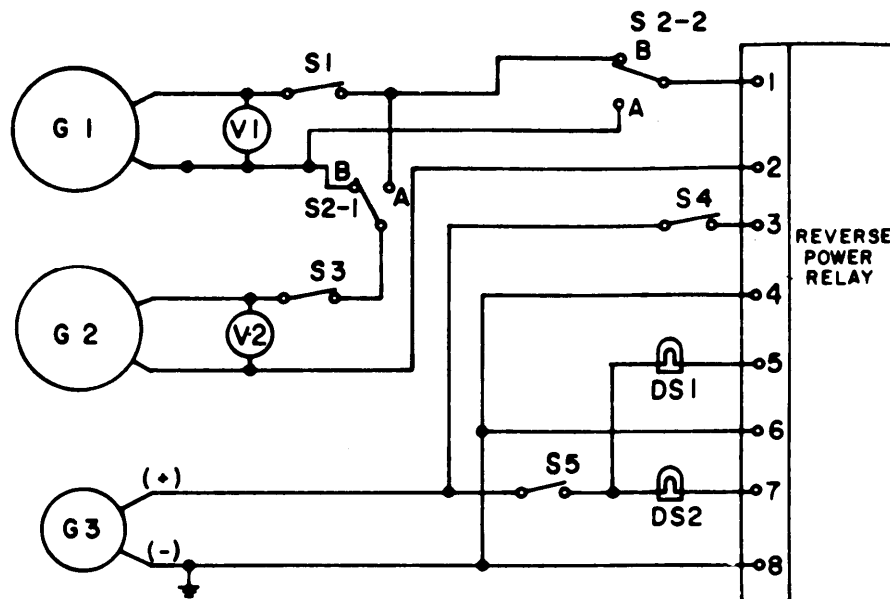 S 2-2
S1
B
1
G 1
V1
A
2
B
A
S2-1
S4
3
REVERSE
POWER
RELAY
S3
4
G 2
V2
5
DS1
6
S5
(+)
7
DS2
G3
(-)
8